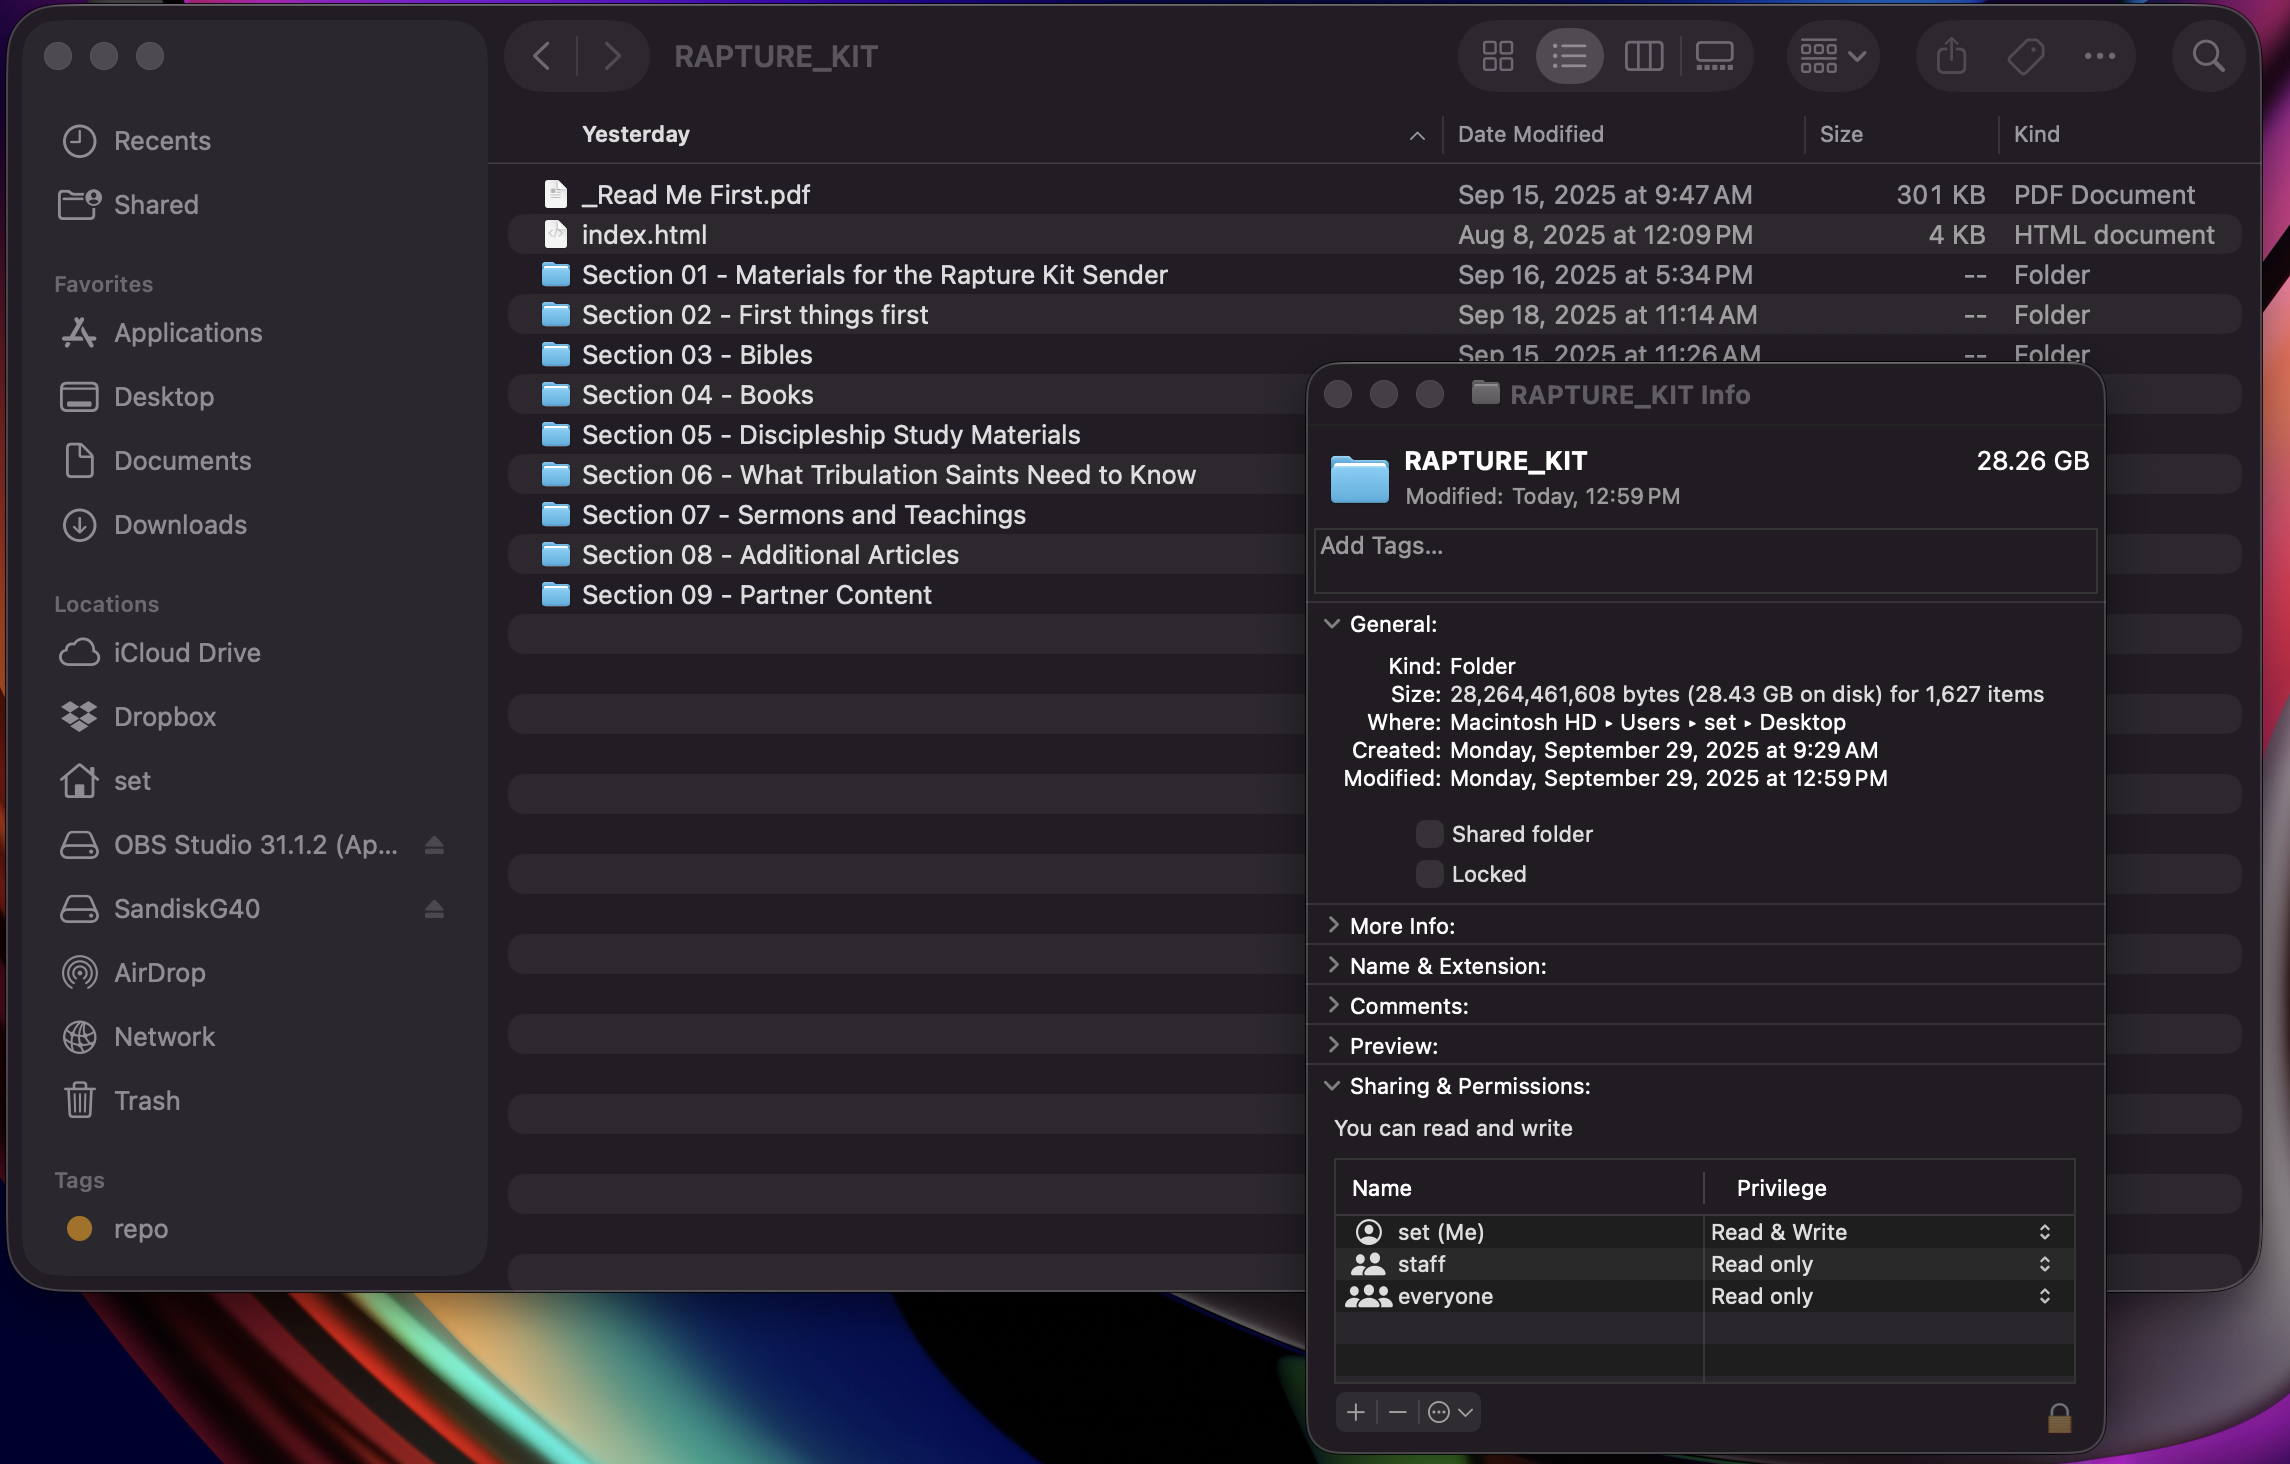 RAPTURE_KIT
Recents
Shared
Favorites
Applications
Desktop
Documents
Downloads
Locations
iCloud Drive
Dropbox
set
OBS Studio 31.1.2 (Ap...
SandiskG40
AirDrop
Network
Trash
Tags
repo
Yesterday Date Modified Size Kind
_Read Me First.pdf Sep 15, 2025 at 9:47 AM 301 KB PDF Document
index.html Aug 8, 2025 at 12:09 PM 4 KB HTML document
Section 01 - Materials for the Rapture Kit Sender Sep 16, 2025 at 5:34 PM -- Folder
Section 02 - First things first Sep 18, 2025 at 11:14 AM -- Folder
Section 03 - Bibles Sep 15, 2025 at 11:26 AM -- Folder
Section 04 - Books
Section 05 - Discipleship Study Materials
Section 06 - What Tribulation Saints Need to Know
Section 07 - Sermons and Teachings
Section 08 - Additional Articles
Section 09 - Partner Content
RAPTURE_KIT Info
RAPTURE_KIT 28.26 GB
Modified: Today, 12:59 PM
Add Tags...
General:
Kind: Folder
Size: 28,264,461,608 bytes (28.43 GB on disk) for 1,627 items
Where: Macintosh HD ▸ Users ▸ set ▸ Desktop
Created: Monday, September 29, 2025 at 9:29 AM
Modified: Monday, September 29, 2025 at 12:59 PM
Shared folder
Locked
More Info:
Name & Extension:
Comments:
Preview:
Sharing & Permissions:
You can read and write
Name Privilege
set (Me) Read & Write
staff Read only
everyone Read only